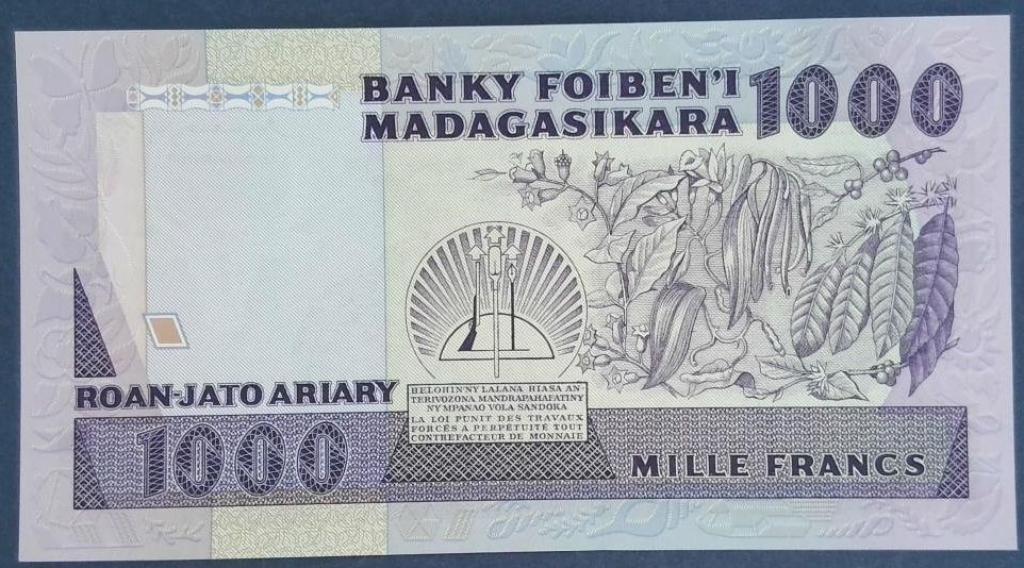 BANKY FOIBEN'I 1000
MADAGASIKARA
ROAN-JATO ARIARY
HELOHIN'NY LALANA HIASA AN-
TERIVOZONA MANDRAPAHAFATINY
NY MPANAO VOLA SANDOKA
LA LOI PUNIT DES TRAVAUX
FORCÉS A PERPÉTUITÉ TOUT
CONTREFACTEUR DE MONNAIE
1000
MILLE FRANCS